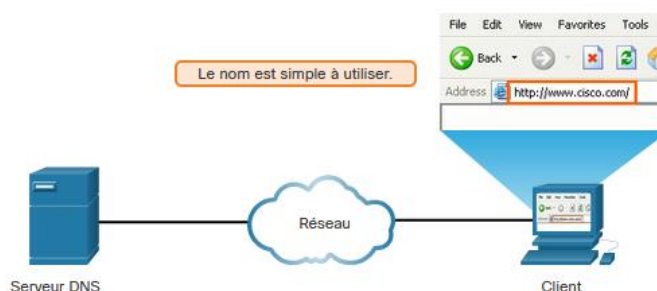 File Edit View Favorites Tools
Back
Le nom est simple à utiliser.
Address http://www.cisco.com/
Réseau
Serveur DNS
Client